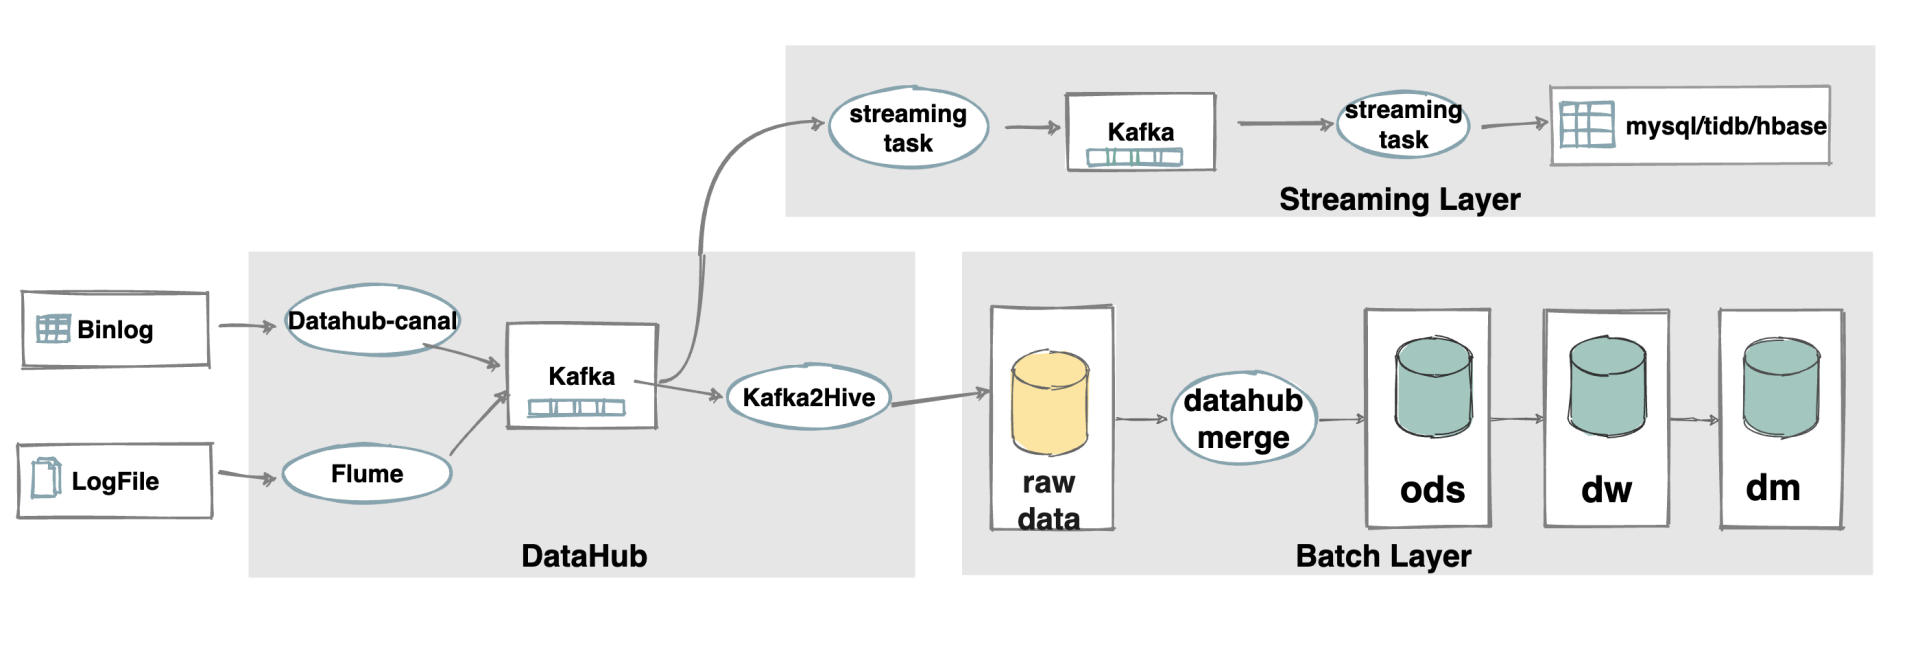 streaming
task
Kafka
streaming
task
mysql/tidb/hbase
Streaming Layer
Binlog
Datahub-canal
Kafka
Kafka2Hive
LogFile
Flume
DataHub
raw
data
datahub
merge
ods
dw
dm
Batch Layer